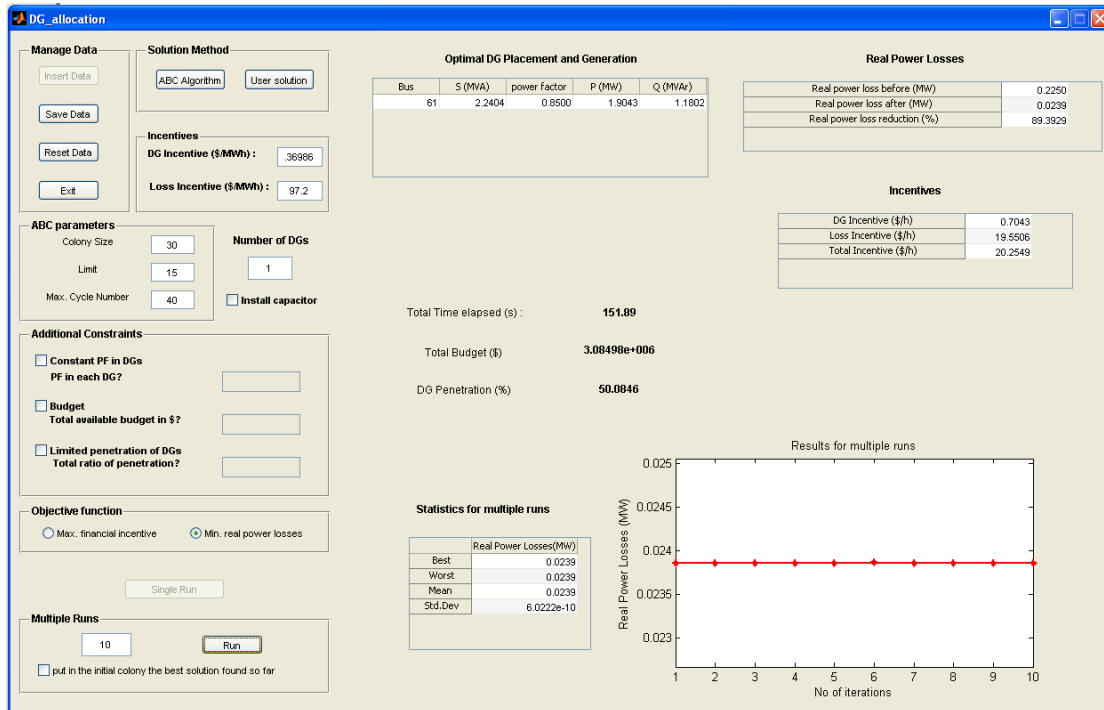 DG_allocation
Manage Data
Insert Data
Save Data
Reset Data
Exit
Solution Method
ABC Algorithm
User solution
Incentives
DG Incentive ($/MWh) :
.36986
Loss Incentive ($/MWh) :
97.2
ABC parameters
Colony Size
30
Limit
15
Max. Cycle Number
40
Number of DGs
1
Install capacitor
Additional Constraints
Constant PF in DGs
PF in each DG?
Budget
Total available budget in $?
Limited penetration of DGs
Total ratio of penetration?
Objective function
Max. financial incentive
Min. real power losses
Single Run
Multiple Runs
10
Run
put in the initial colony the best solution found so far
Optimal DG Placement and Generation
Bus S (MVA) power factor P (MW) Q (MVAr)
61 2.2404 0.8500 1.9043 1.1802
Real Power Losses
Real power loss before (MW) 0.2250
Real power loss after (MW) 0.0239
Real power loss reduction (%) 89.3929
Incentives
DG Incentive ($/h) 0.7043
Loss Incentive ($/h) 19.5506
Total Incentive ($/h) 20.2549
Total Time elapsed (s) : 151.89
Total Budget ($) 3.08498e+006
DG Penetration (%) 50.0846
Statistics for multiple runs
Real Power Losses(MW)
Best 0.0239
Worst 0.0239
Mean 0.0239
Std.Dev 6.0222e-10
Results for multiple runs
Real Power Losses (MW)
0.025
0.0245
0.024
0.0235
0.023
1 2 3 4 5 6 7 8 9 10
No of iterations